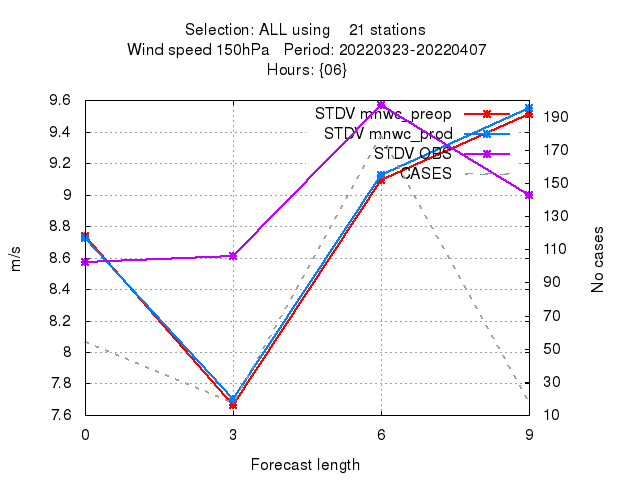 Selection: ALL using 21 stations
Wind speed 150hPa Period: 20220323-20220407
Hours: {06}
STDV mnwc_preop
STDV mnwc_prod
STDV OBS
CASES
9.6
9.4
9.2
9
8.8
8.6
8.4
8.2
8
7.8
7.6
190
170
150
130
110
90
70
50
30
10
m/s
No cases
0 3 6 9
Forecast length